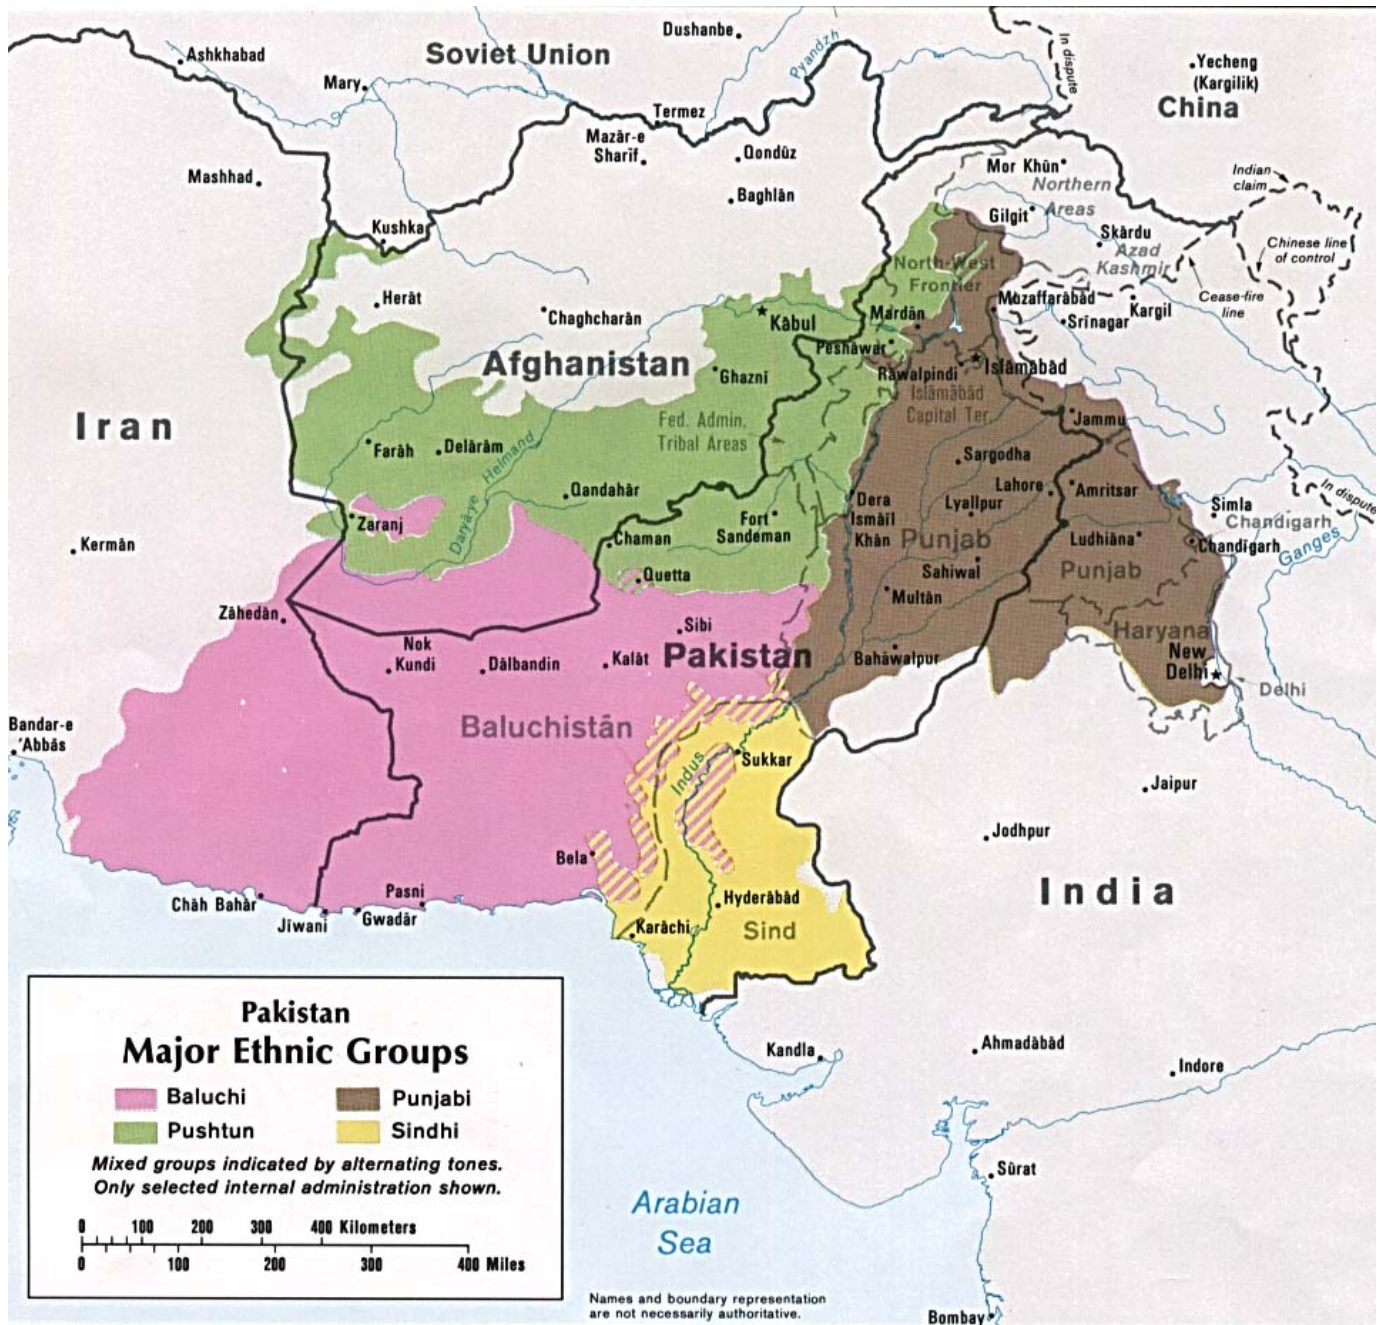 Soviet Union
Ashkhabad
Mary
Dushanbe
Pyandzh
In dispute
Yecheng
(Kargilik)
China
Termez
Mazār-e
Sharīf
Qondūz
Baghlān
Mashhad
Kushka
Mor Khūn
Northern
Areas
Gilgit
Skārdu
Azad
Kashmir
Indian
claim
Chinese line
of control
Cease-fire
line
North-West
Frontier
Herāt
Chaghcharān
Kābul
Mardān
Muzaffarābād
Srīnagar
Kargil
Peshāwar
Afghanistan
Ghaznī
Rāwalpindi
Islāmābād
Islāmābād
Capital Ter.
Fed. Admin.
Tribal Areas
Jammu
Iran
Farāh
Delārām
Daryā-ye Helmand
Qandahār
Zaranj
Kermān
Chaman
Fort
Sandeman
Dera
Ismāīl
Khān
Sargodha
Lahore
Lyallpur
Amritsar
Punjab
Sahiwal
Multān
Ludhiāna
Punjab
Simla
Chandīgarh
Chandīgarh
In dispute
Ganges
Quetta
Zāhedān
Nok
Kundi
Dālbandin
Sibi
Kalāt
Pakistan
Bahāwalpur
Haryana
New
Delhi
Delhi
Baluchistān
Bandar-e
'Abbās
Indus
Sukkar
Jaipur
Jodhpur
Bela
India
Chāh Bahār
Jīwani
Gwadār
Pasni
Karāchi
Hyderābād
Sind
Kandla
Ahmadābād
Indore
Sūrat
Bombay
Arabian
Sea
Pakistan
Major Ethnic Groups
Baluchi
Punjabi
Pushtun
Sindhi
Mixed groups indicated by alternating tones.
Only selected internal administration shown.
0 100 200 300 400 Kilometers
0 100 200 300 400 Miles
Names and boundary representation
are not necessarily authoritative.